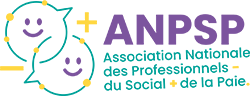 ANPSP
Association Nationale
des Professionnels –
du Social + de la Paie